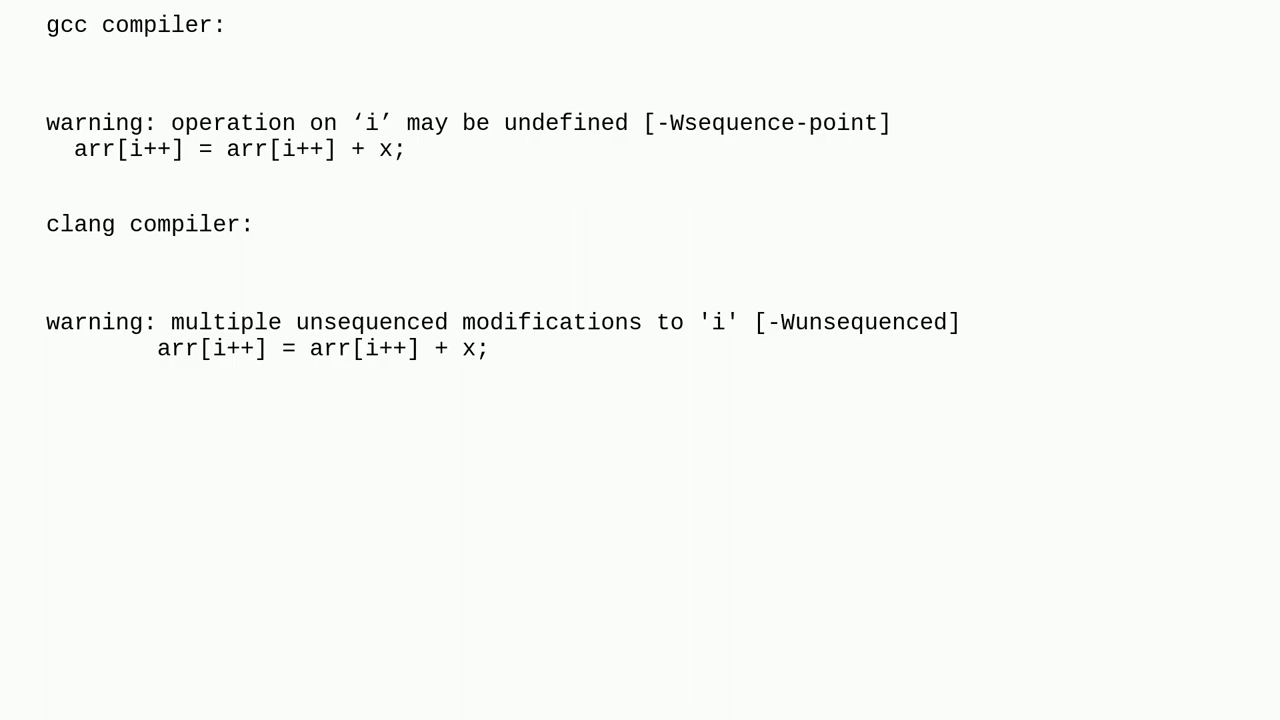 gcc compiler:
warning: operation on ‘i’ may be undefined [-Wsequence-point]
arr[i++] = arr[i++] + x;
clang compiler:
warning: multiple unsequenced modifications to 'i' [-Wunsequenced]
arr[i++] = arr[i++] + x;